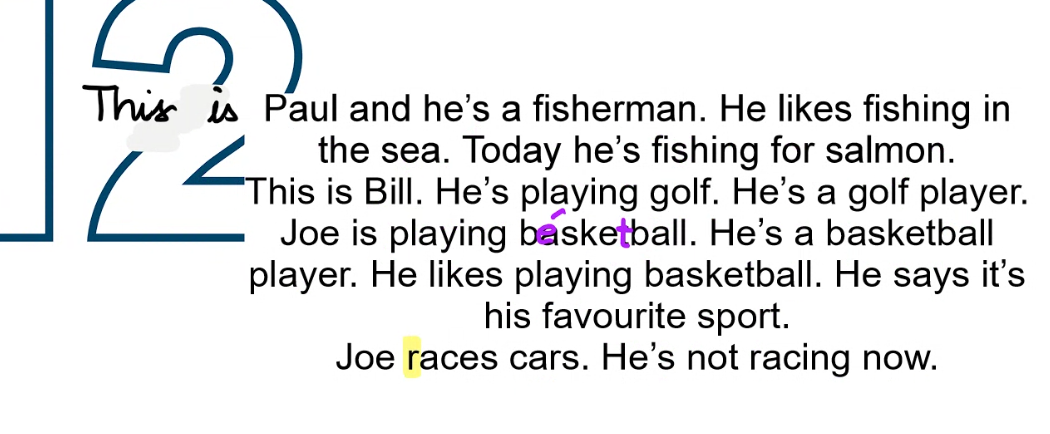 12
This is Paul and he's a fisherman. He likes fishing in
the sea. Today he's fishing for salmon.
This is Bill. He's playing golf. He's a golf player.
Joe is playing basketball. He's a basketball
é t
player. He likes playing basketball. He says it's
his favourite sport.
Joe races cars. He's not racing now.